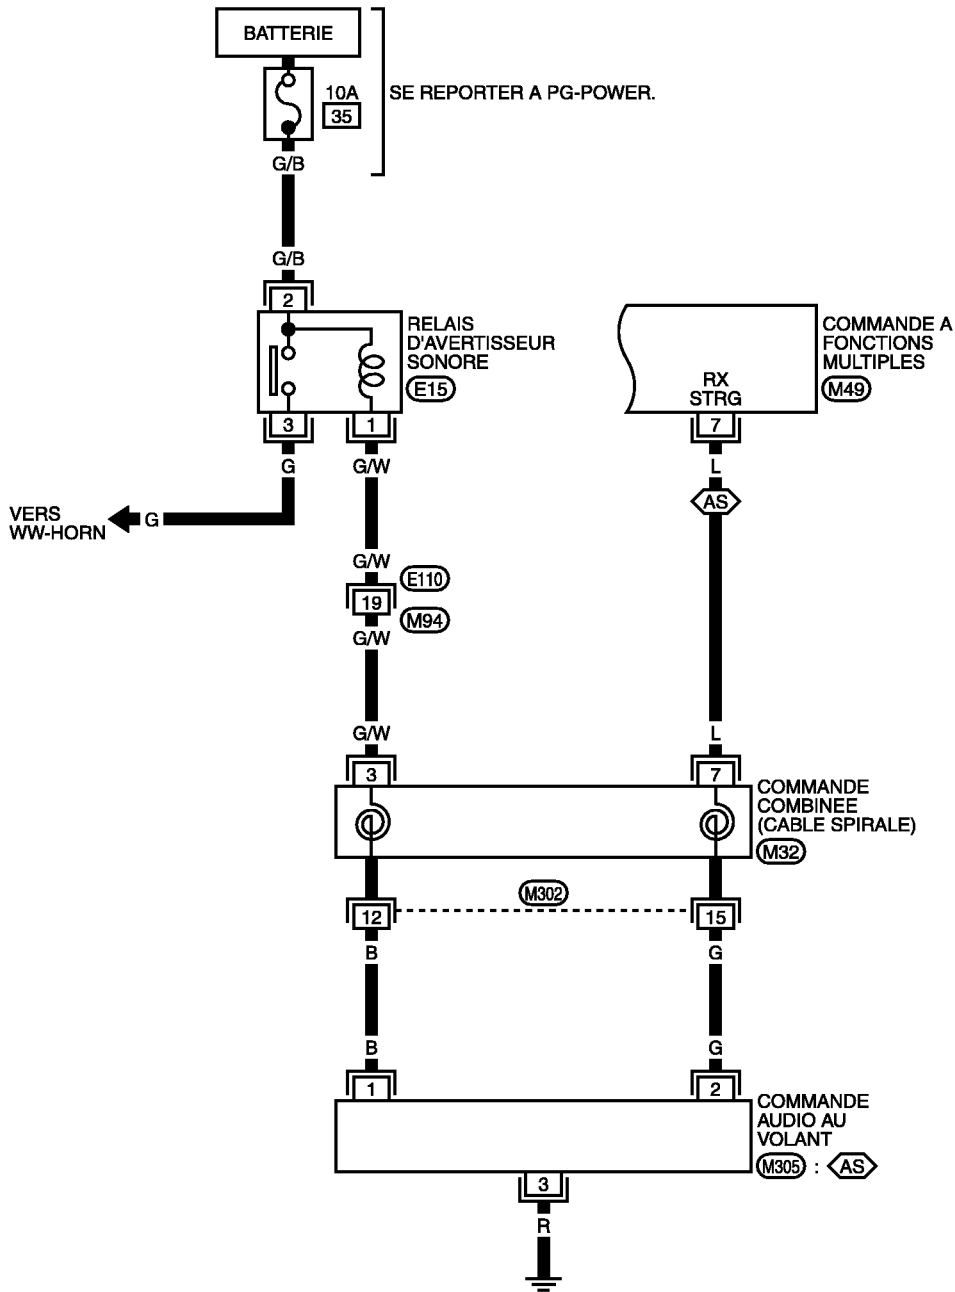 BATTERIE
10A
35
SE REPORTER A PG-POWER.
G/B
G/B
2
RELAIS
D'AVERTISSEUR
SONORE
E15
3
1
G
G/W
VERS
WW-HORN
G
G/W
E110
19
M94
G/W
G/W
COMMANDE A
FONCTIONS
MULTIPLES
M49
RX
STRG
7
L
AS
L
3
7
COMMANDE
COMBINEE
(CABLE SPIRALE)
M32
M302
12
15
B
G
B
G
1
2
COMMANDE
AUDIO AU
VOLANT
M305 : AS
3
R